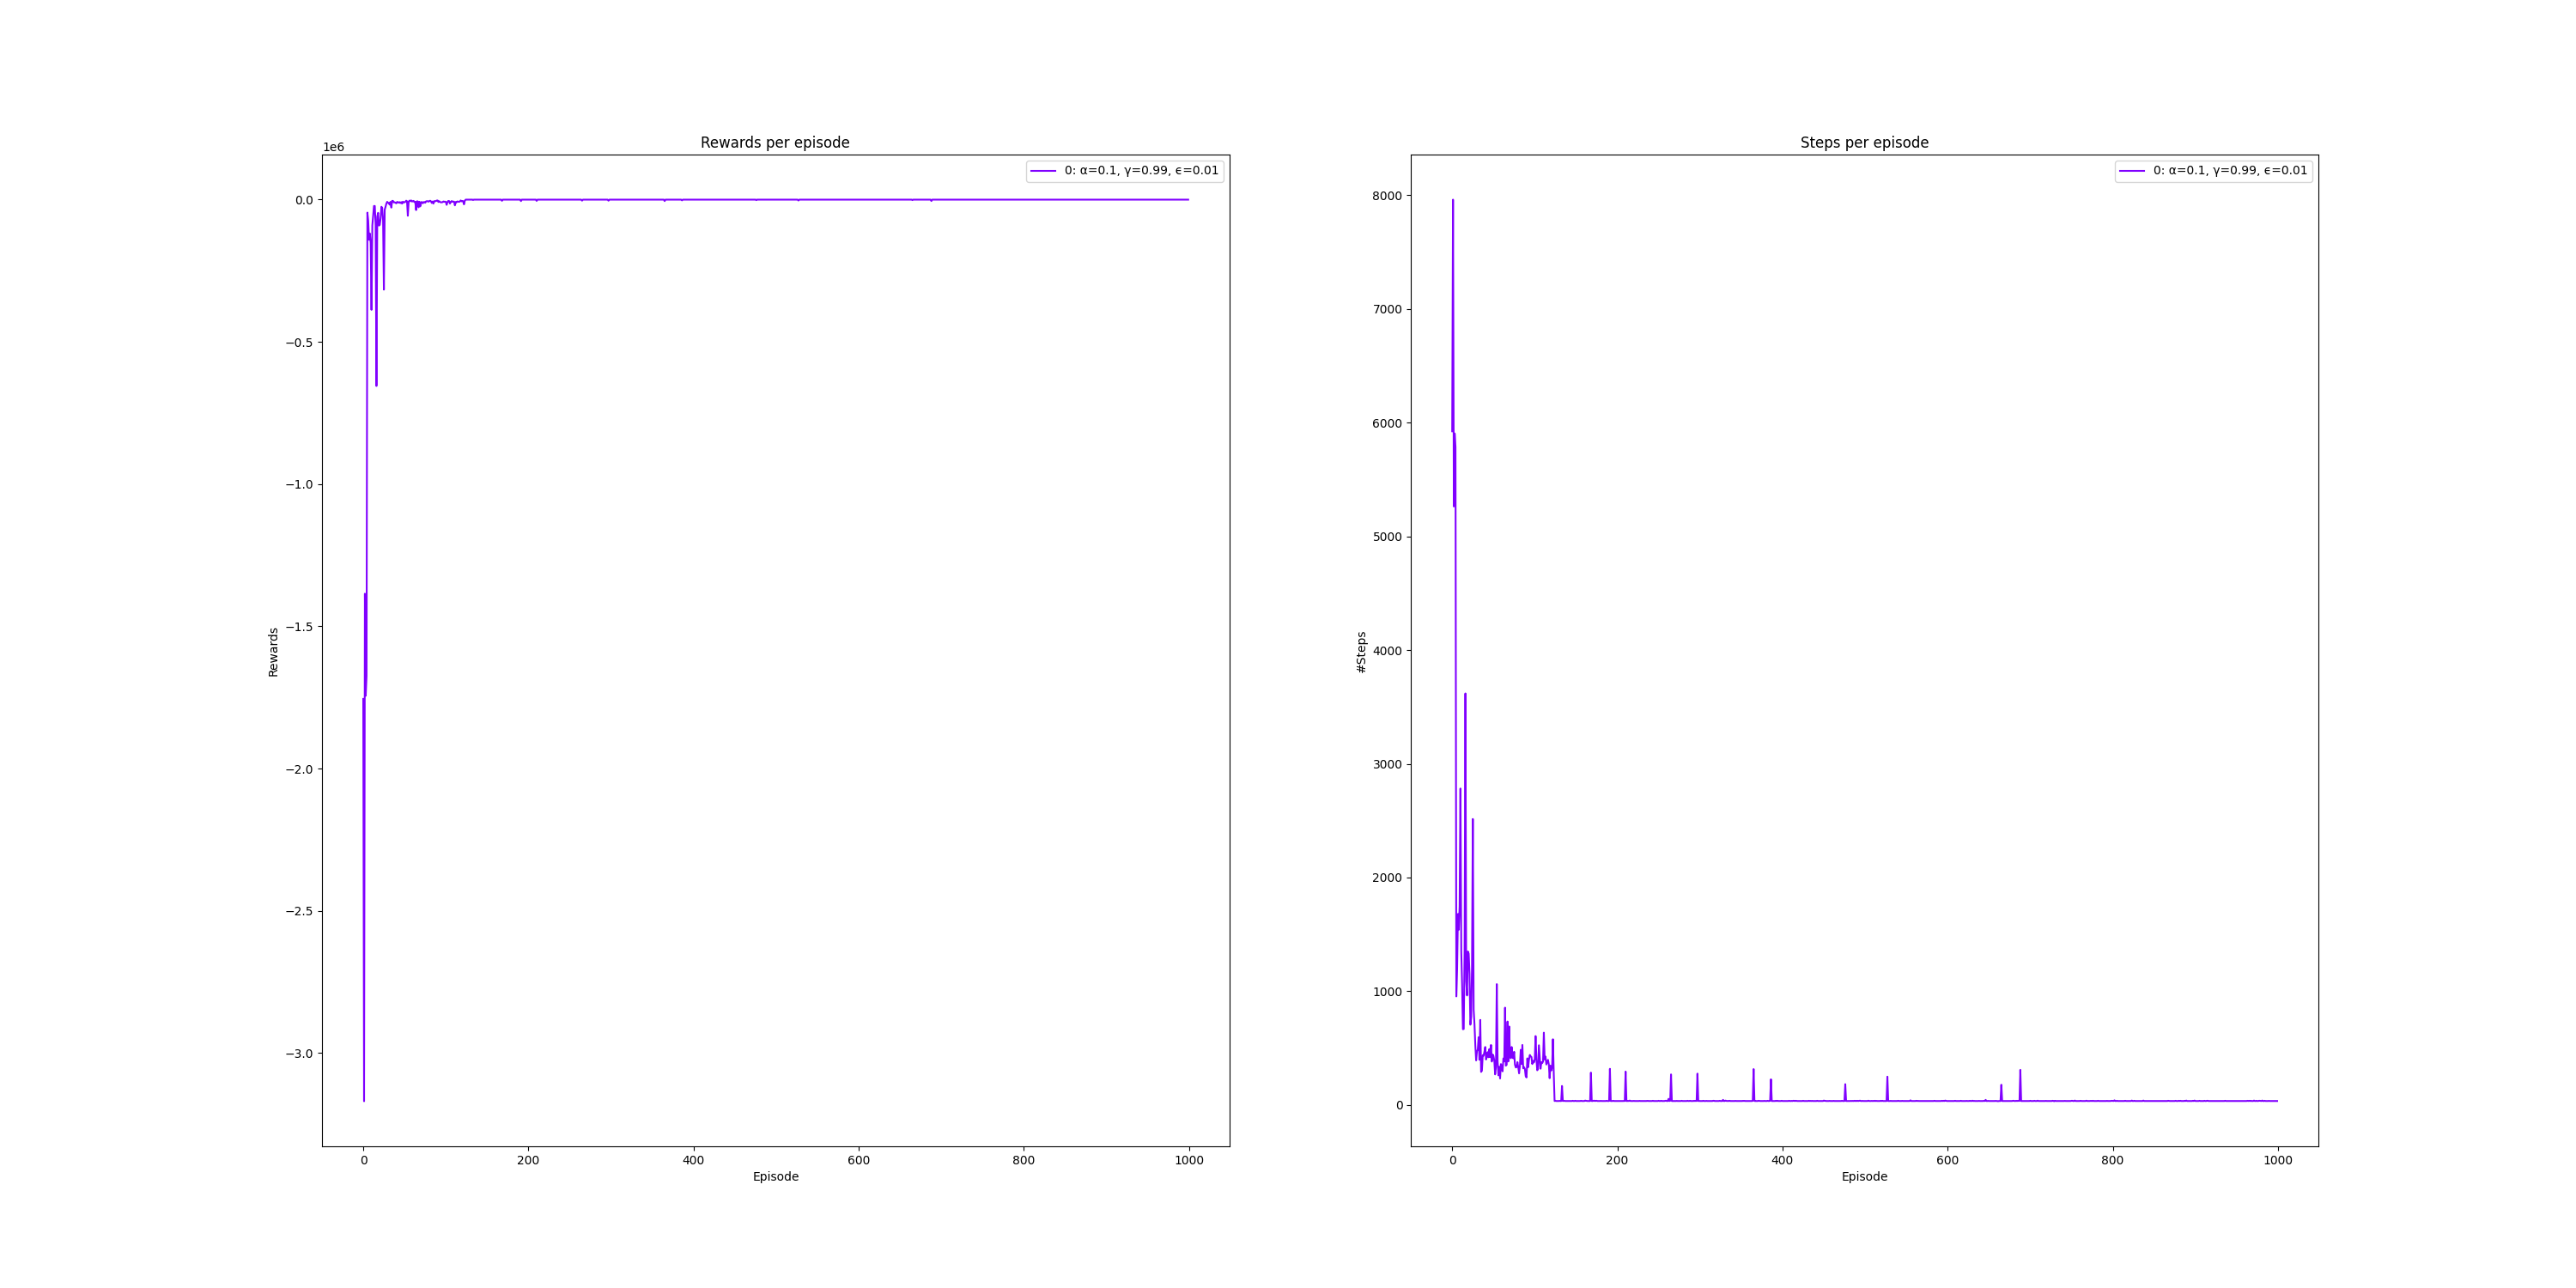 Rewards per episode
1e6
0: α=0.1, γ=0.99, ϵ=0.01
0.0
−0.5
−1.0
−1.5
−2.0
−2.5
−3.0
Rewards
0 200 400 600 800 1000
Episode
Steps per episode
0: α=0.1, γ=0.99, ϵ=0.01
8000
7000
6000
5000
4000
3000
2000
1000
0
#Steps
0 200 400 600 800 1000
Episode